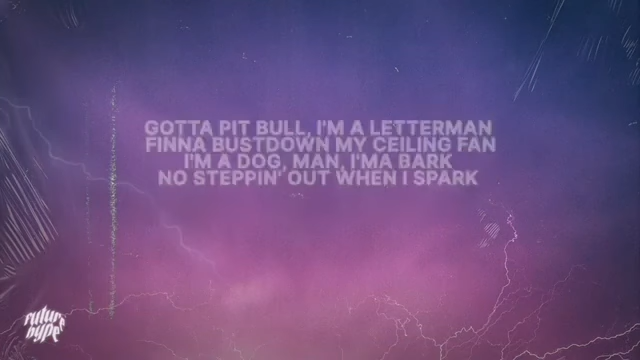 GOTTA PIT BULL, I'M A LETTERMAN
FINNA BUSTDOWN MY CEILING FAN
I'M A DOG, MAN, I'MA BARK
NO STEPPIN' OUT WHEN I SPARK
future
hype